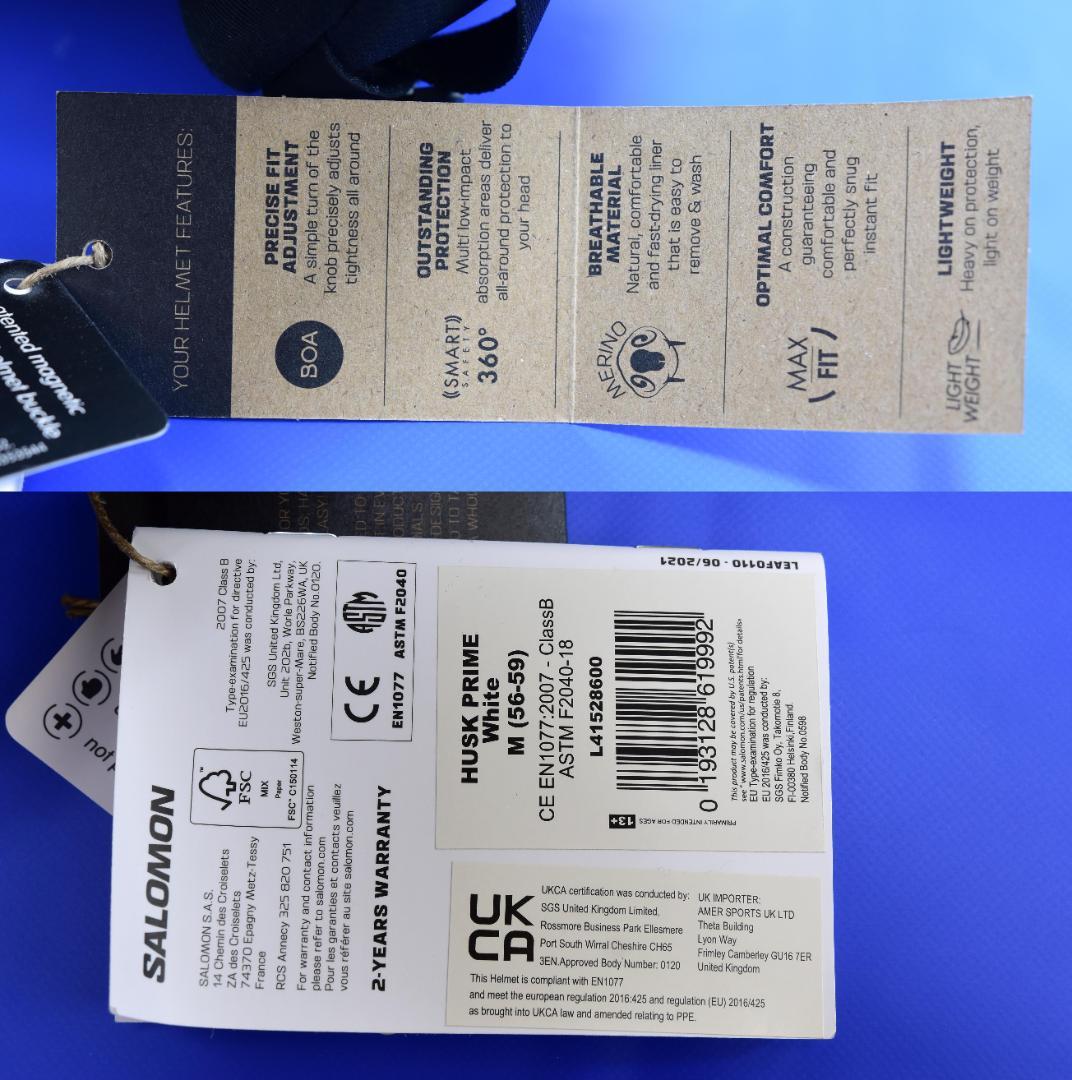 YOUR HELMET FEATURES:
BOA
PRECISE FIT
ADJUSTMENT
A simple turn of the
knob precisely adjusts
tightness all around
((SMART))
SAFETY
360°
OUTSTANDING
PROTECTION
Multi low-impact
absorption areas deliver
all-around protection to
your head
MERINO
BREATHABLE
MATERIAL
Natural, comfortable
and fast-drying liner
that is easy to
remove & wash
MAX
FIT
OPTIMAL COMFORT
A construction
guaranteeing
comfortable and
perfectly snug
instant fit
LIGHT
WEIGHT
LIGHTWEIGHT
Heavy on protection,
light on weight
magnetic
buckle
not
SALOMON
SALOMON S.A.S.
14 Chemin des Croiselets
ZA des Croiselets
74370 Epagny Metz-Tessy
France
RCS Annecy 325 820 751
For warranty and contact information
please refer to salomon.com
Pour les garanties et contacts veuillez
vous référer au site salomon.com
2-YEARS WARRANTY
FSC™
MIX
Paper
FSC® C150114
2007 Class B
Type-examination for directive
EU2016/425 was conducted by:
SGS United Kingdom Ltd,
Unit 202b, Worle Parkway,
Weston-super-Mare, BS226WA, UK
Notified Body No.0120.
CE
ASTM
EN1077 ASTM F2040
LEAF0110 - 06/2021
HUSK PRIME
White
M (56-59)
CE EN1077:2007 - ClassB
ASTM F2040-18
L41528600
0 193128 619992
13+
PRIMARILY INTENDED FOR AGES
This product may be covered by U.S. patent(s)
see "www.salomon.com/us/patents.html"for details>
EU Type-examination for regulation
EU 2016/425 was conducted by:
SGS Fimko Oy, Takomotie 8,
FI-00380 Helsinki,Finland.
Notified Body No.0598
UK
CA
UKCA certification was conducted by:
SGS United Kingdom Limited,
Rossmore Business Park Ellesmere
Port South Wirral Cheshire CH65
3EN.Approved Body Number: 0120
UK IMPORTER:
AMER SPORTS UK LTD
Theta Building
Lyon Way
Frimley Camberley GU16 7ER
United Kingdom
This Helmet is compliant with EN1077
and meet the european regulation 2016:425 and regulation (EU) 2016/425
as brought into UKCA law and amended relating to PPE.